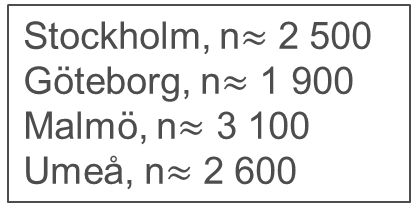 Stockholm, n≈ 2 500
Göteborg, n≈ 1 900
Malmö, n≈ 3 100
Umeå, n≈ 2 600